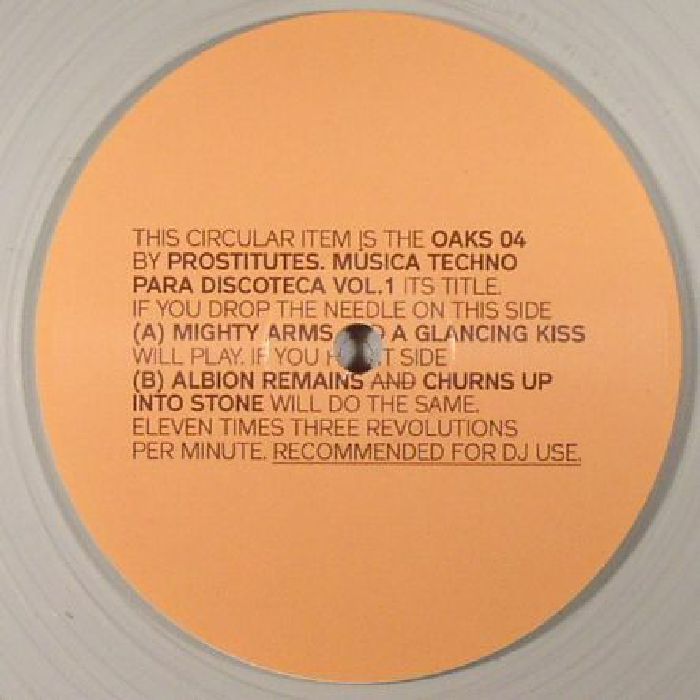 THIS CIRCULAR ITEM IS THE OAKS 04
BY PROSTITUTES. MÚSICA TECHNO
PARA DISCOTECA VOL.1 ITS TITLE.
IF YOU DROP THE NEEDLE ON THIS SIDE
(A) MIGHTY ARMS A GLANCING KISS
WILL PLAY. IF YOU SIDE
(B) ALBION REMAINS AND CHURNS UP
INTO STONE WILL DO THE SAME.
ELEVEN TIMES THREE REVOLUTIONS
PER MINUTE. RECOMMENDED FOR DJ USE.